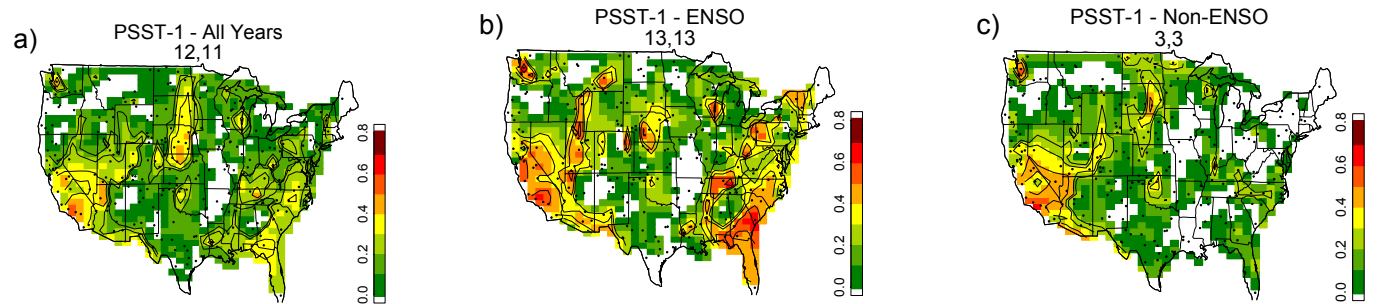 a)
PSST-1 - All Years
12,11
0.0 0.2 0.4 0.6 0.8
b)
PSST-1 - ENSO
13,13
0.0 0.2 0.4 0.6 0.8
c)
PSST-1 - Non-ENSO
3,3
0.0 0.2 0.4 0.6 0.8